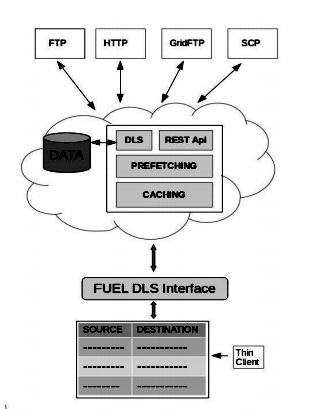 FTP
HTTP
GridFTP
SCP
DATA
DLS
REST Api
PREFETCHING
CACHING
FUEL DLS Interface
SOURCE
DESTINATION
Thin
Client